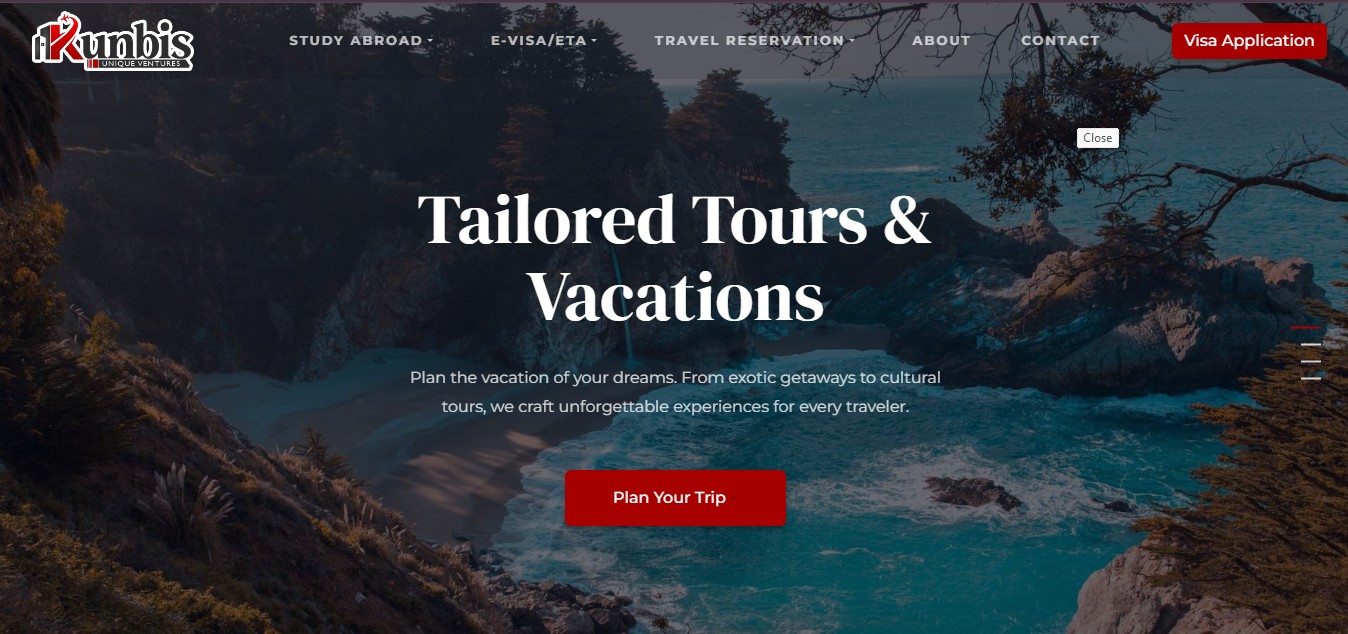 Kunbis
UNIQUE VENTURES
STUDY ABROAD
E-VISA/ETA
TRAVEL RESERVATION
ABOUT
CONTACT
Visa Application
Close
Tailored Tours &
Vacations
Plan the vacation of your dreams. From exotic getaways to cultural
tours, we craft unforgettable experiences for every traveler.
Plan Your Trip